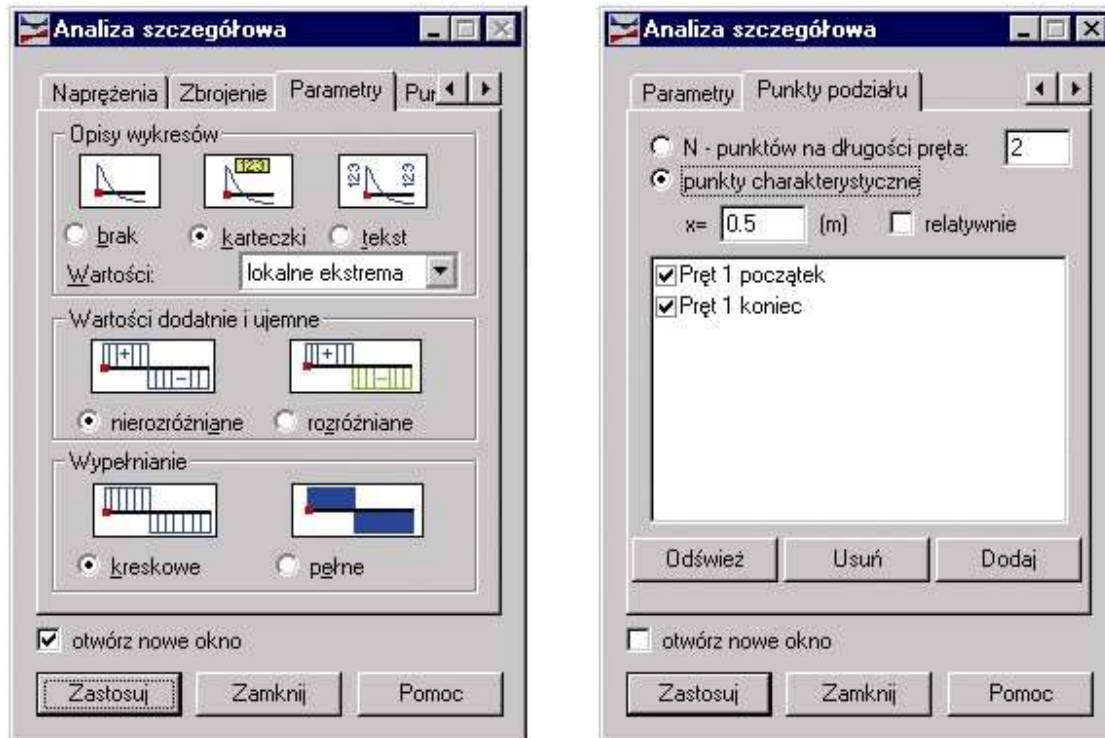 Analiza szczegółowa
Naprężenia Zbrojenie Parametry Pur
Opisy wykresów
123 123 123
brak karteczki tekst
Wartości: lokalne ekstrema
Wartości dodatnie i ujemne
+ − + −
nierozróżniane rozróżniane
Wypełnianie
kreskowe pełne
otwórz nowe okno
Zastosuj Zamknij Pomoc
Analiza szczegółowa
Parametry Punkty podziału
N - punktów na długości pręta: 2
punkty charakterystyczne
x= 0.5 (m) relatywnie
Pręt 1 początek
Pręt 1 koniec
Odśwież Usuń Dodaj
otwórz nowe okno
Zastosuj Zamknij Pomoc